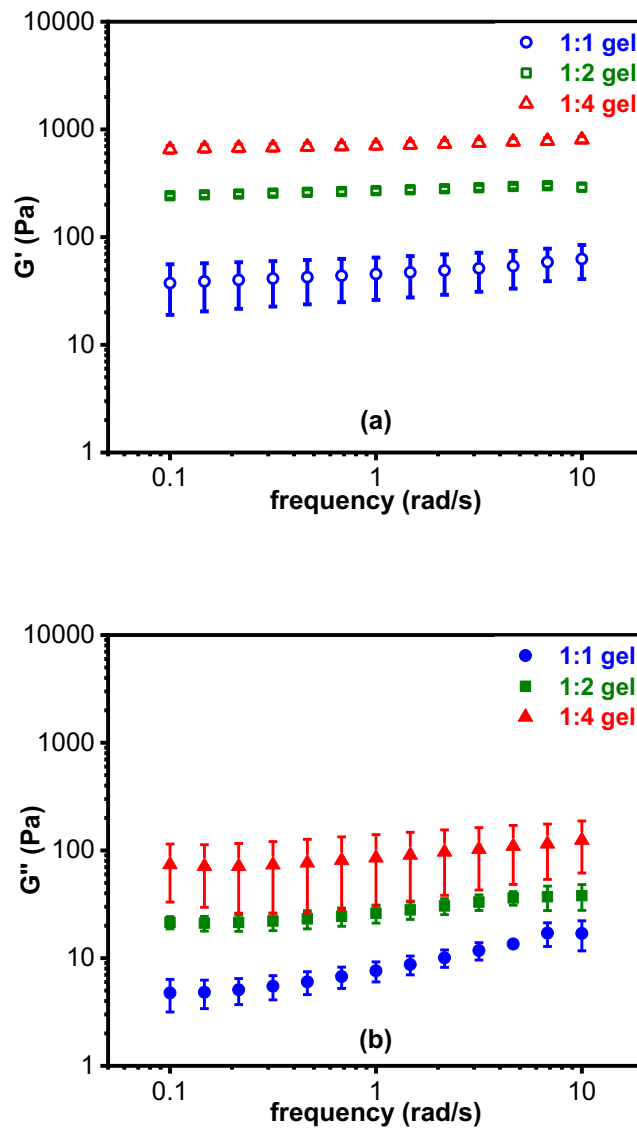 10000
1:1 gel
1:2 gel
1:4 gel
1000
G' (Pa)
100
10
(a)
1
0.1 1 10
frequency (rad/s)
10000
1:1 gel
1:2 gel
1:4 gel
1000
G'' (Pa)
100
10
(b)
1
0.1 1 10
frequency (rad/s)